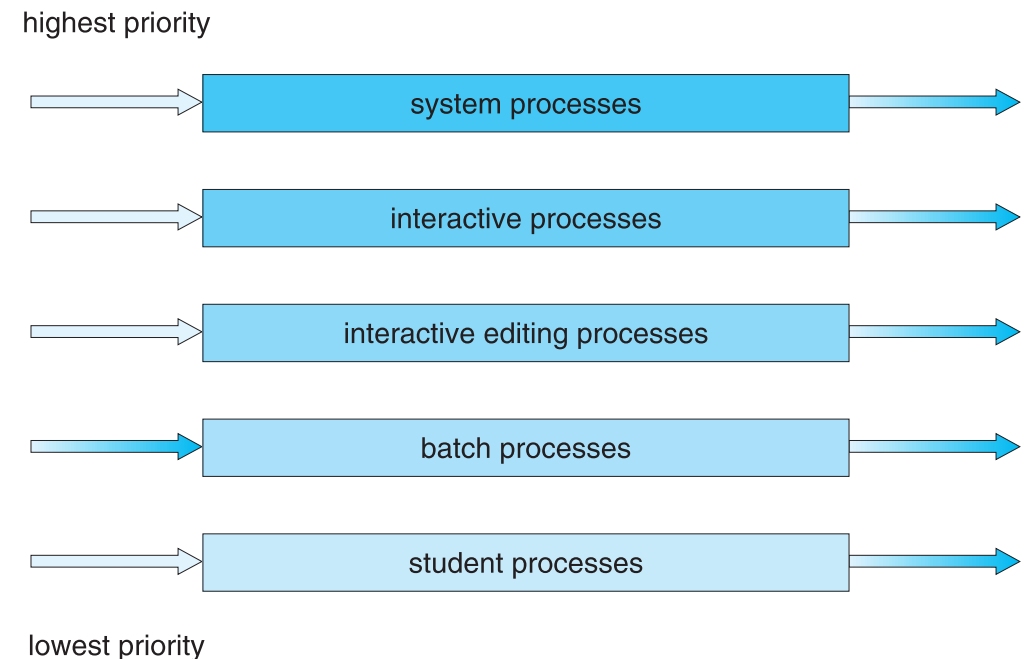 highest priority
system processes
interactive processes
interactive editing processes
batch processes
student processes
lowest priority